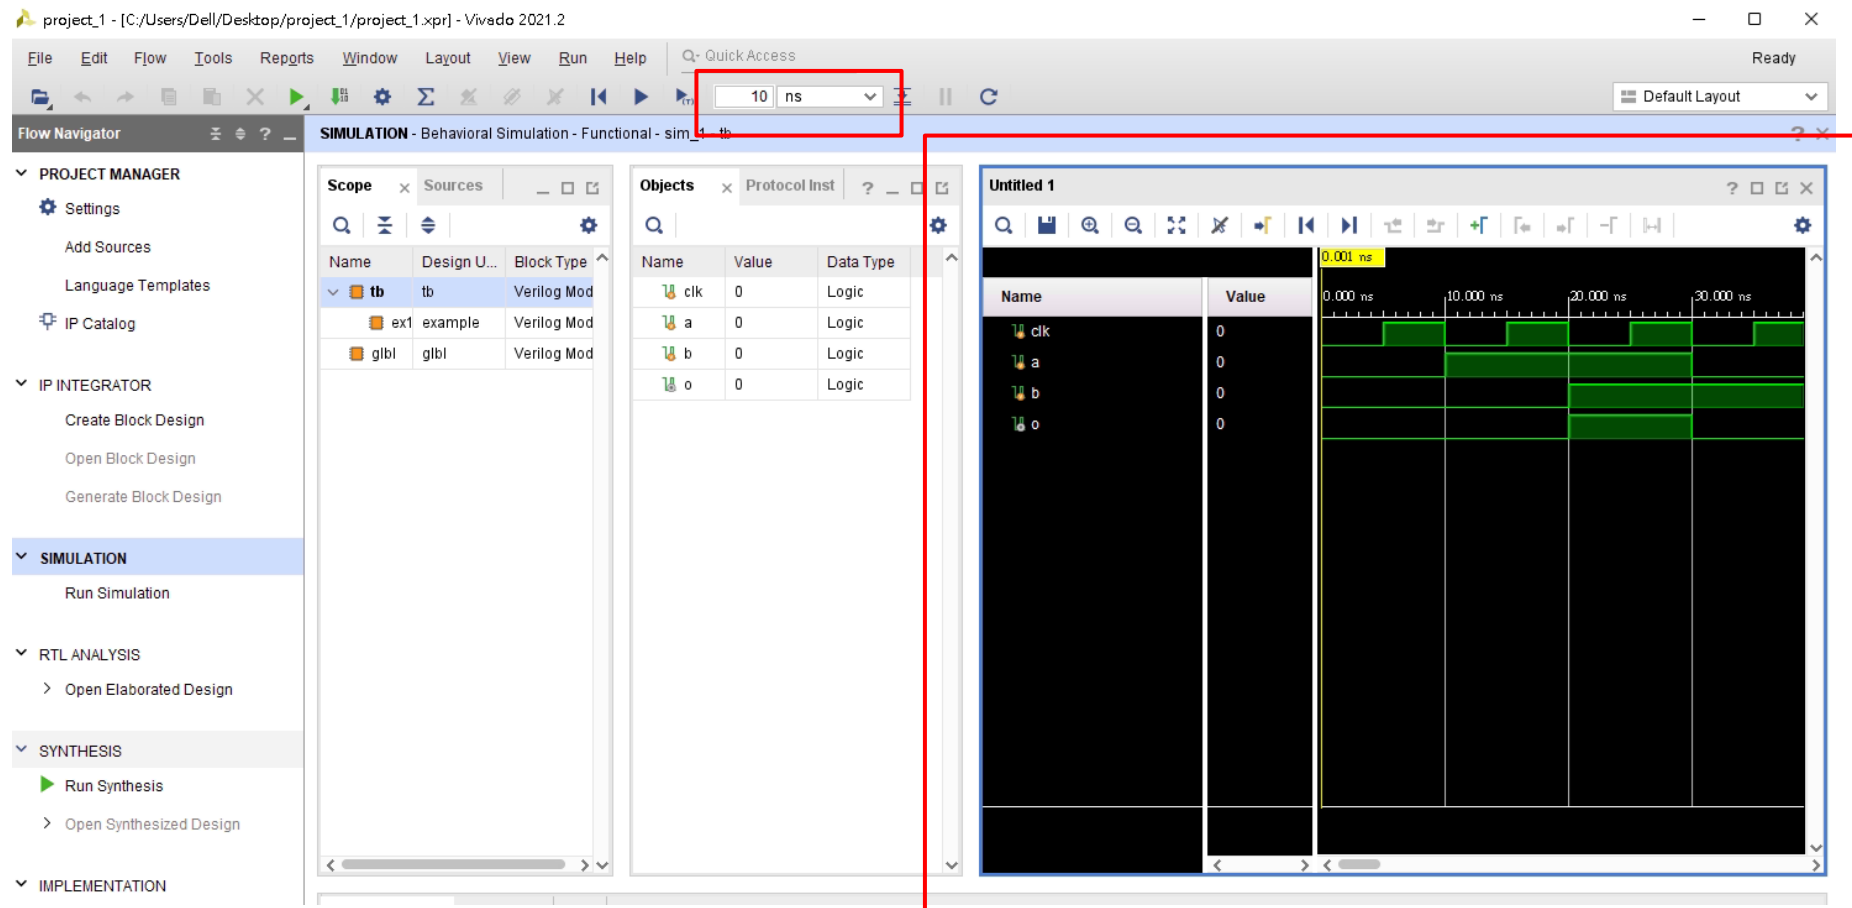 project_1 - [C:/Users/Dell/Desktop/project_1/project_1.xpr] - Vivado 2021.2
File Edit Flow Tools Reports Window Layout View Run Help Quick Access Ready
10 ns Default Layout
Flow Navigator ? SIMULATION - Behavioral Simulation - Functional - sim_1 - tb ?
PROJECT MANAGER
Settings
Add Sources
Language Templates
IP Catalog
IP INTEGRATOR
Create Block Design
Open Block Design
Generate Block Design
SIMULATION
Run Simulation
RTL ANALYSIS
Open Elaborated Design
SYNTHESIS
Run Synthesis
Open Synthesized Design
IMPLEMENTATION
Scope Sources
Name Design U... Block Type
tb tb Verilog Mod
ex1 example Verilog Mod
glbl glbl Verilog Mod
Objects Protocol Inst ?
Name Value Data Type
clk 0 Logic
a 0 Logic
b 0 Logic
o 0 Logic
Untitled 1 ?
0.001 ns
Name Value 0.000 ns 10.000 ns 20.000 ns 30.000 ns
clk 0
a 0
b 0
o 0